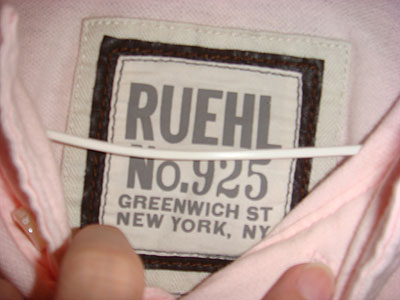 RUEHL
No.925
GREENWICH ST
NEW YORK, NY